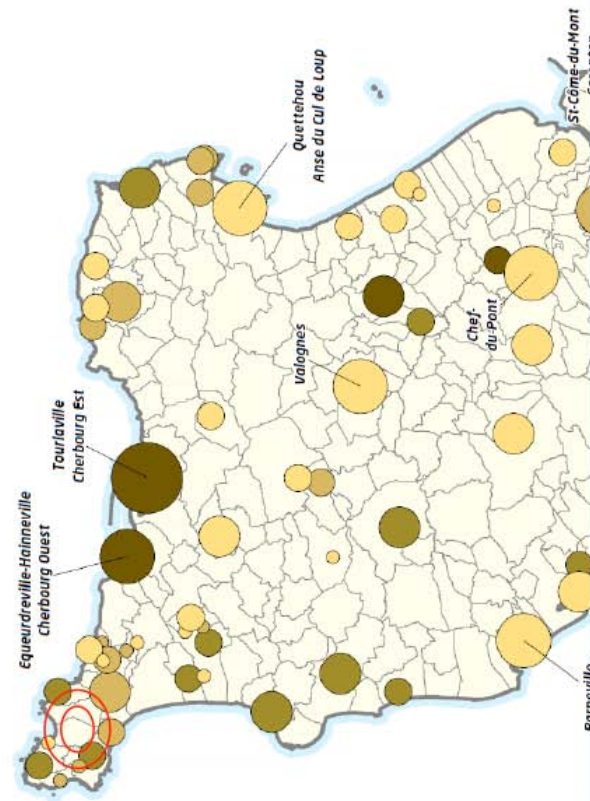 Equeurdreville-Hainneville
Cherbourg Ouest
Tourlaville
Cherbourg Est
Quettehou
Anse du Cul de Loup
Valognes
Chef-
du-Pont
St-Côme-du-Mont